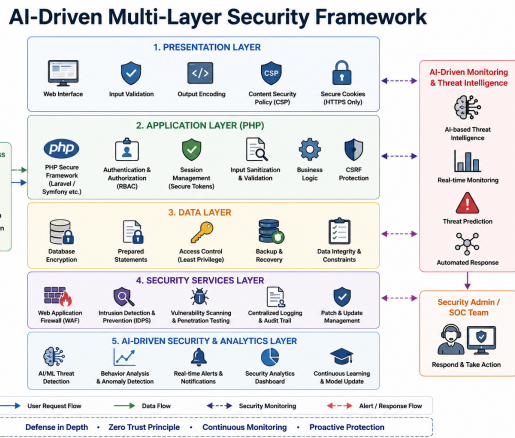 AI-Driven Multi-Layer Security Framework
1. PRESENTATION LAYER
Web Interface
Input Validation
Output Encoding
CSP
Content Security
Policy (CSP)
Secure Cookies
(HTTPS Only)
2. APPLICATION LAYER (PHP)
php
PHP Secure
Framework
(Laravel /
Symfony etc.)
Authentication &
Authorization
(RBAC)
Session
Management
(Secure Tokens)
Input Sanitization
& Validation
Business
Logic
CSRF
Protection
3. DATA LAYER
Database
Encryption
Prepared
Statements
Access Control
(Least Privilege)
Backup &
Recovery
Data Integrity &
Constraints
4. SECURITY SERVICES LAYER
Web Application
Firewall (WAF)
Intrusion Detection &
Prevention (IDPS)
Vulnerability Scanning
& Penetration Testing
Centralized Logging
& Audit Trail
Patch & Update
Management
5. AI-DRIVEN SECURITY & ANALYTICS LAYER
AI/ML Threat
Detection
Behavior Analysis
& Anomaly Detection
Real-time Alerts &
Notifications
Security Analytics
Dashboard
Continuous Learning
& Model Update
AI-Driven Monitoring
& Threat Intelligence
AI-based Threat
Intelligence
Real-time Monitoring
Threat Prediction
Automated Response
Security Admin /
SOC Team
Respond & Take Action
User Request Flow
Data Flow
Security Monitoring
Alert / Response Flow
Defense in Depth • Zero Trust Principle • Continuous Monitoring • Proactive Protection